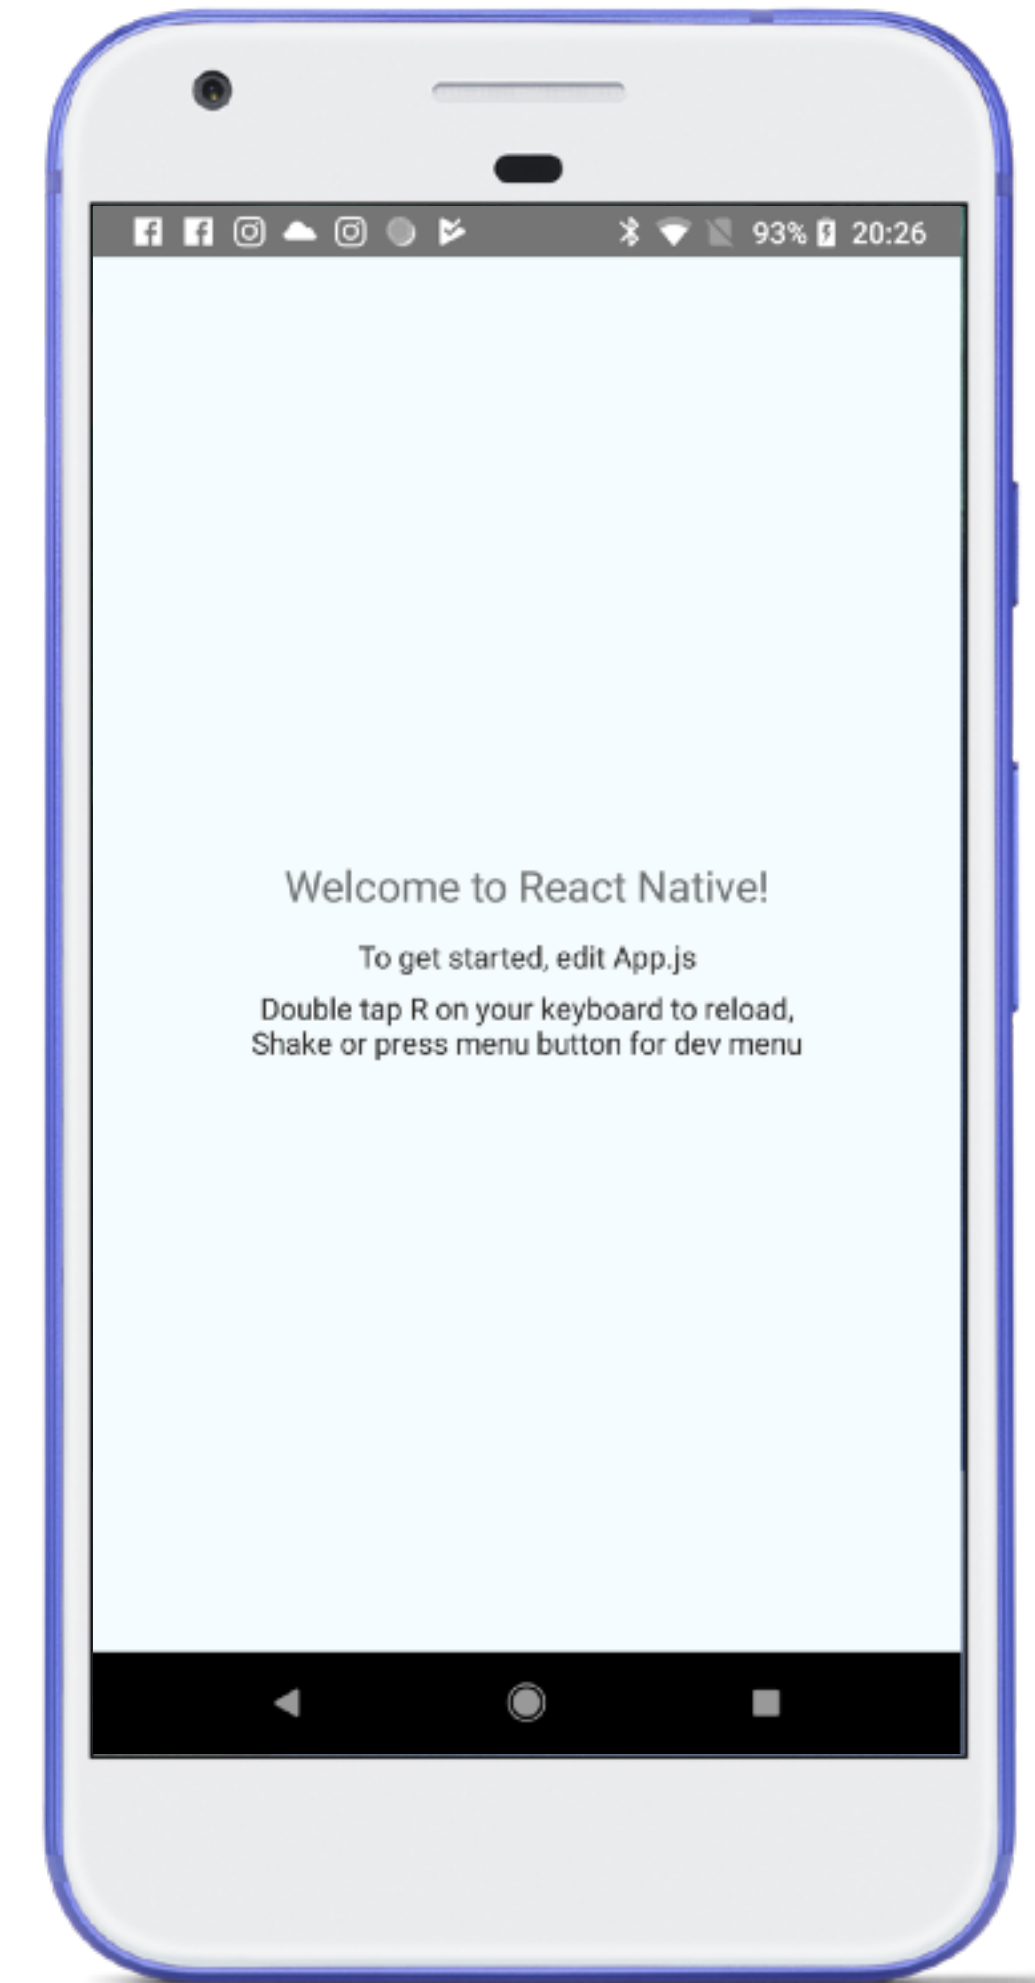 93% 20:26
Welcome to React Native!
To get started, edit App.js
Double tap R on your keyboard to reload,
Shake or press menu button for dev menu